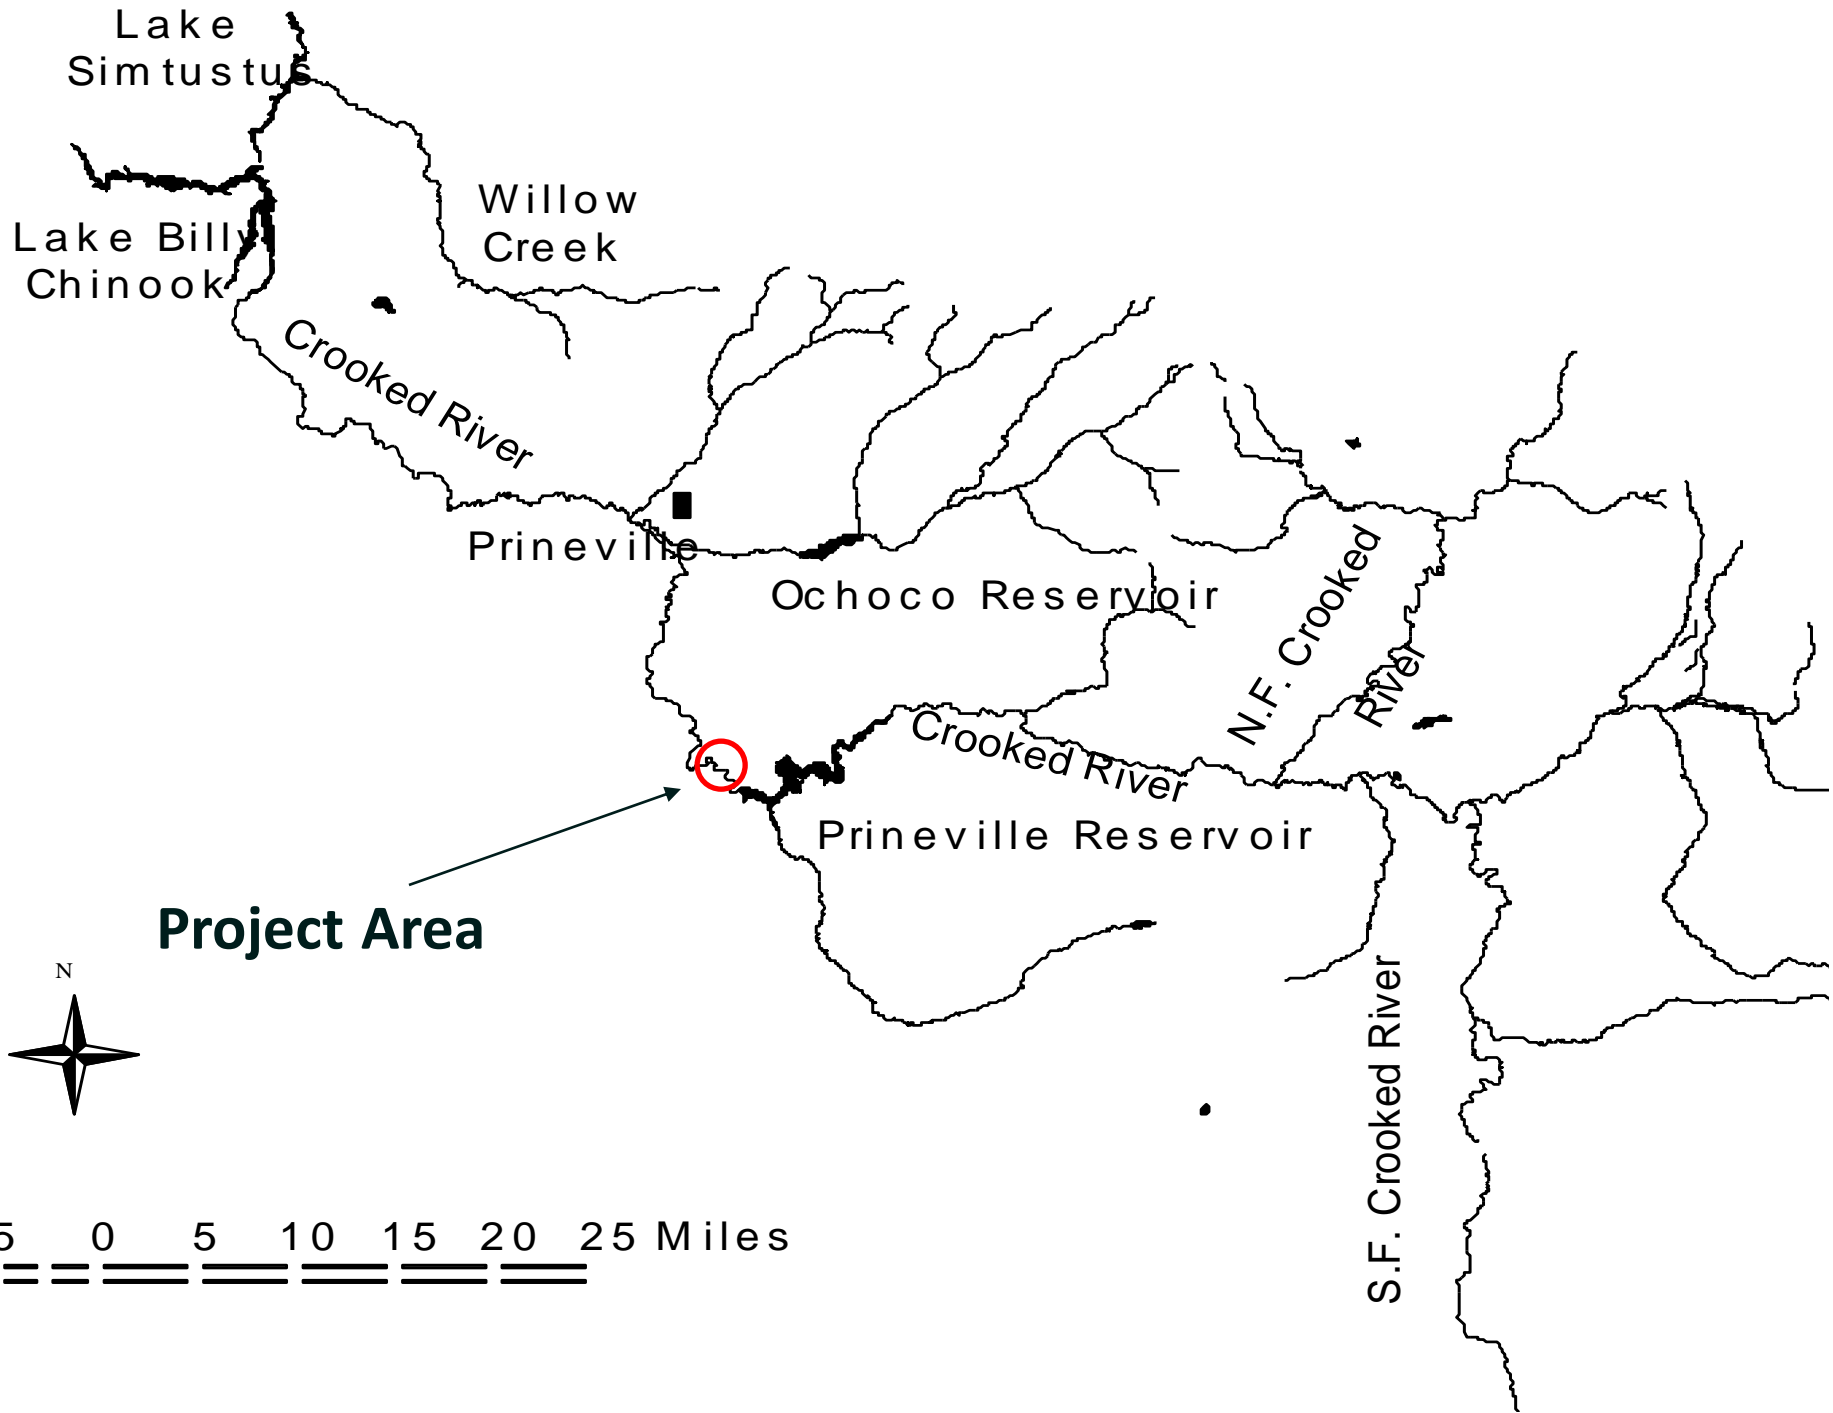 Lake
Simtustus
Willow
Creek
Lake Billy
Chinook
Crooked River
Prineville
Ochoco Reservoir
N.F. Crooked
River
Crooked River
Prineville Reservoir
Project Area
N
S.F. Crooked River
5 0 5 10 15 20 25 Miles